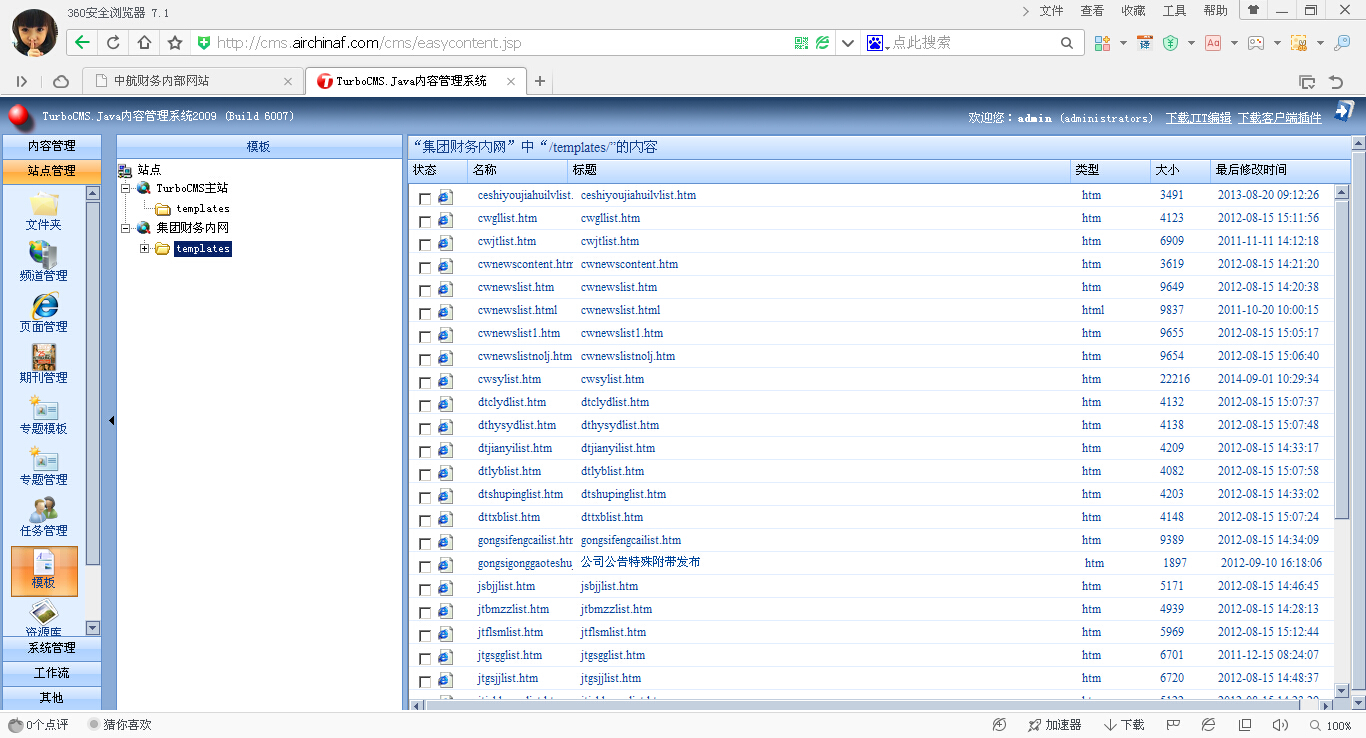 360安全浏览器 7.1
文件 查看 收藏 工具 帮助
http://cms.airchinaf.com/cms/easycontent.jsp
点此搜索
中航财务内部网站
TurboCMS.Java内容管理系统
TurboCMS.Java内容管理系统2009 (Build 6007)
欢迎您：admin (administrators) 下载JIT编辑 下载客户端插件
内容管理
站点管理
文件夹
频道管理
页面管理
期刊管理
专题模板
专题管理
任务管理
模板
资源库
系统管理
工作流
其他
模板
站点
TurboCMS主站
templates
集团财务内网
templates
“集团财务内网”中“/templates/”的内容
状态 名称 标题 类型 大小 最后修改时间
ceshiyoujiahuilvlist. ceshiyoujiahuilvlist.htm htm 3491 2013-08-20 09:12:26
cwgllist.htm cwgllist.htm htm 4123 2012-08-15 15:11:56
cwjtlist.htm cwjtlist.htm htm 6909 2011-11-11 14:12:18
cwnewscontent.htm cwnewscontent.htm htm 3619 2012-08-15 14:21:20
cwnewslist.htm cwnewslist.htm htm 9649 2012-08-15 14:20:38
cwnewslist.html cwnewslist.html html 9837 2011-10-20 10:00:15
cwnewslist1.htm cwnewslist1.htm htm 9655 2012-08-15 15:05:17
cwnewslistnolj.htm cwnewslistnolj.htm htm 9654 2012-08-15 15:06:40
cwsylist.htm cwsylist.htm htm 22216 2014-09-01 10:29:34
dtclydlist.htm dtclydlist.htm htm 4132 2012-08-15 15:07:37
dthysydlist.htm dthysydlist.htm htm 4138 2012-08-15 15:07:48
dtjianyilist.htm dtjianyilist.htm htm 4209 2012-08-15 14:33:17
dtlyblist.htm dtlyblist.htm htm 4082 2012-08-15 15:07:58
dtshupinglist.htm dtshupinglist.htm htm 4203 2012-08-15 14:33:02
dttxblist.htm dttxblist.htm htm 4148 2012-08-15 15:07:24
gongsifengcailist.htm gongsifengcailist.htm htm 9389 2012-08-15 14:34:09
gongsigonggaoteshu 公司公告特殊附带发布 htm 1897 2012-09-10 16:18:06
jsbjjlist.htm jsbjjlist.htm htm 5171 2012-08-15 14:46:45
jtbmzzlist.htm jtbmzzlist.htm htm 4939 2012-08-15 14:28:13
jtflsmlist.htm jtflsmlist.htm htm 5969 2012-08-15 15:12:44
jtgsgglist.htm jtgsgglist.htm htm 6701 2011-12-15 08:24:07
jtgsjjlist.htm jtgsjjlist.htm htm 6720 2012-08-15 14:48:37
0个点评 猜你喜欢 加速器 下载 100%